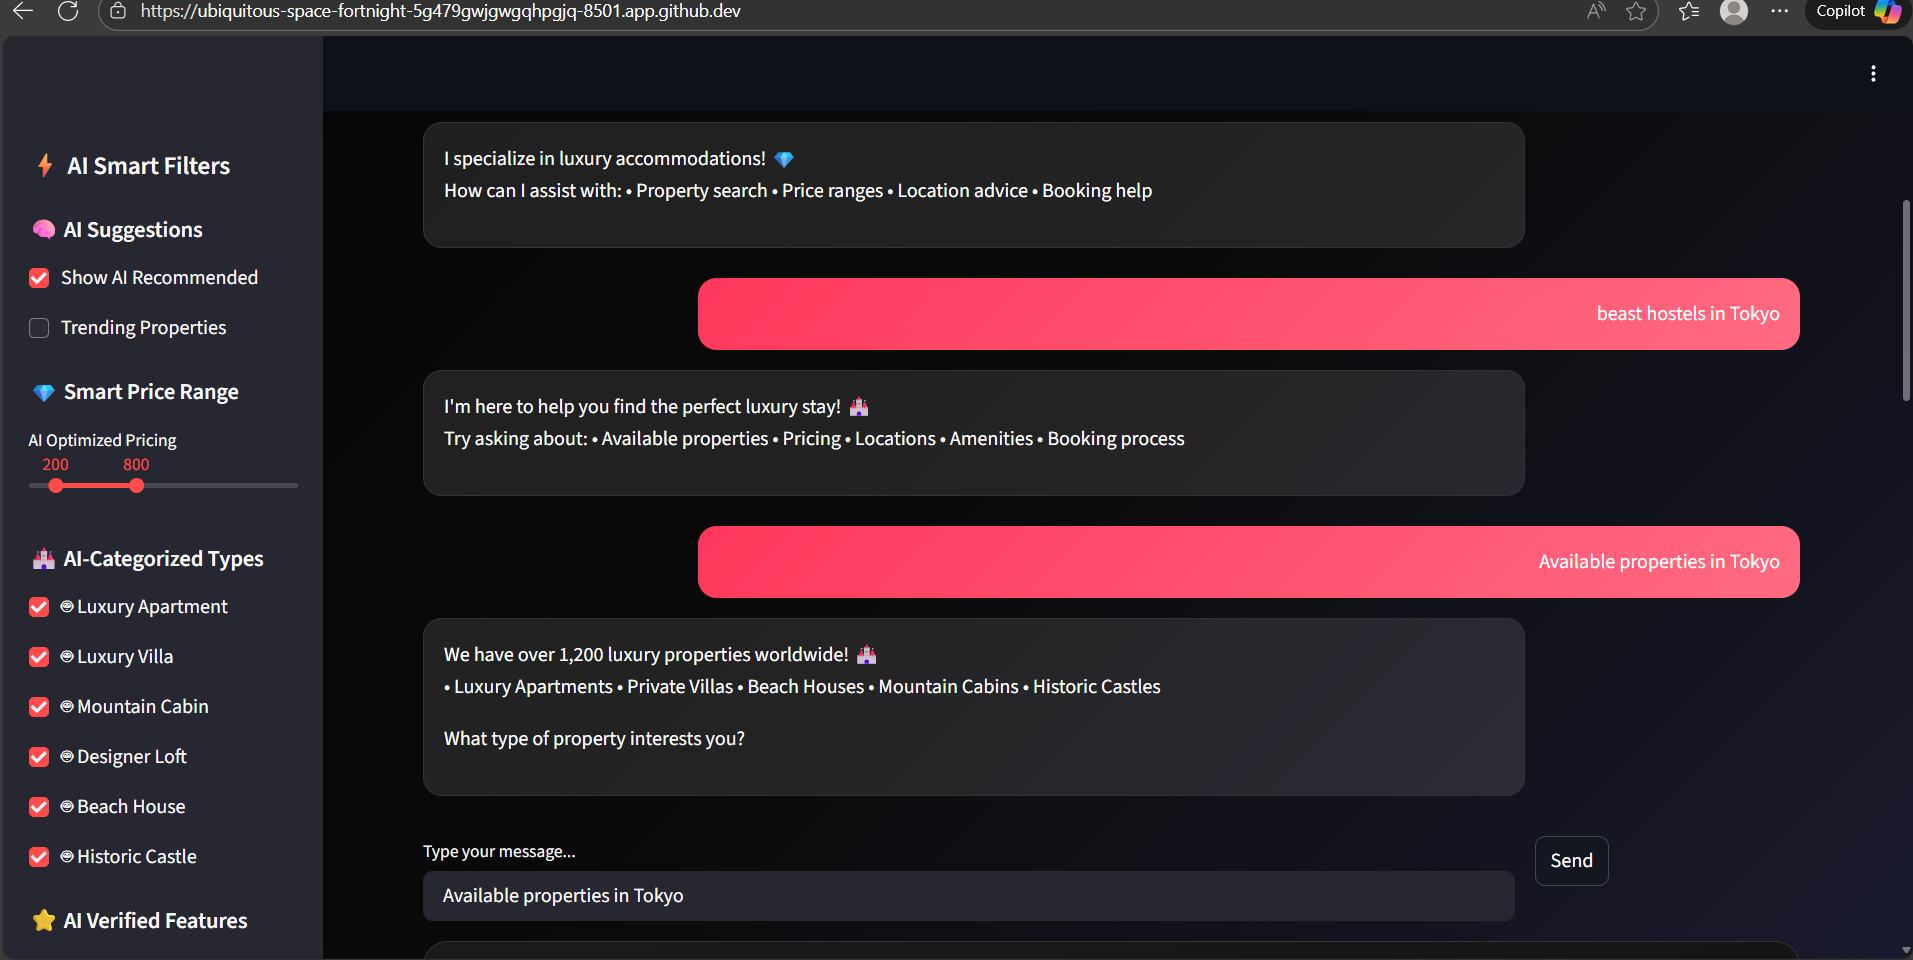 https://ubiquitous-space-fortnight-5g479gwjgwgqhpgjq-8501.app.github.dev
Copilot
AI Smart Filters
AI Suggestions
Show AI Recommended
Trending Properties
Smart Price Range
AI Optimized Pricing
200 800
AI-Categorized Types
Luxury Apartment
Luxury Villa
Mountain Cabin
Designer Loft
Beach House
Historic Castle
AI Verified Features
I specialize in luxury accommodations! 💎
How can I assist with: • Property search • Price ranges • Location advice • Booking help
beast hostels in Tokyo
I'm here to help you find the perfect luxury stay! 🏰
Try asking about: • Available properties • Pricing • Locations • Amenities • Booking process
Available properties in Tokyo
We have over 1,200 luxury properties worldwide! 🏰
• Luxury Apartments • Private Villas • Beach Houses • Mountain Cabins • Historic Castles
What type of property interests you?
Type your message...
Available properties in Tokyo
Send